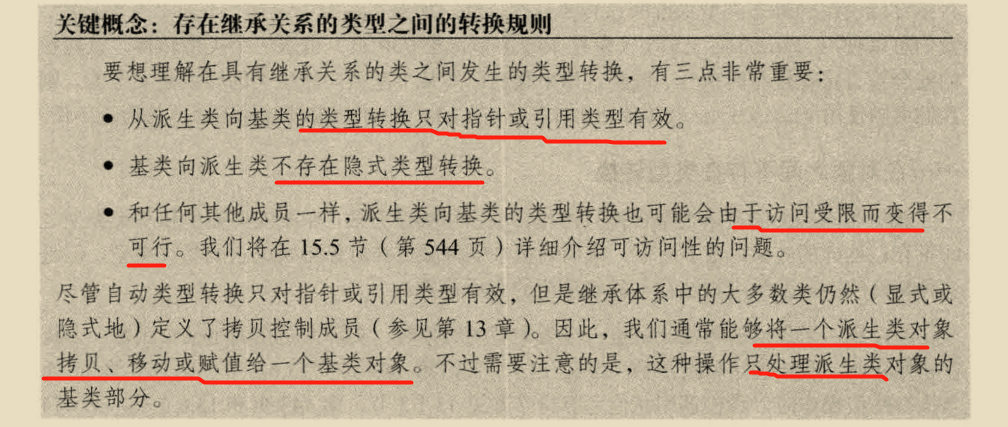 关键概念：存在继承关系的类型之间的转换规则
要想理解在具有继承关系的类之间发生的类型转换，有三点非常重要：
● 从派生类向基类的类型转换只对指针或引用类型有效。
● 基类向派生类不存在隐式类型转换。
● 和任何其他成员一样，派生类向基类的类型转换也可能会由于访问受限而变得不
可行。我们将在 15.5 节（第 544 页）详细介绍可访问性的问题。
尽管自动类型转换只对指针或引用类型有效，但是继承体系中的大多数类仍然（显式或
隐式地）定义了拷贝控制成员（参见第 13 章）。因此，我们通常能够将一个派生类对象
拷贝、移动或赋值给一个基类对象。不过需要注意的是，这种操作只处理派生类对象的
基类部分。